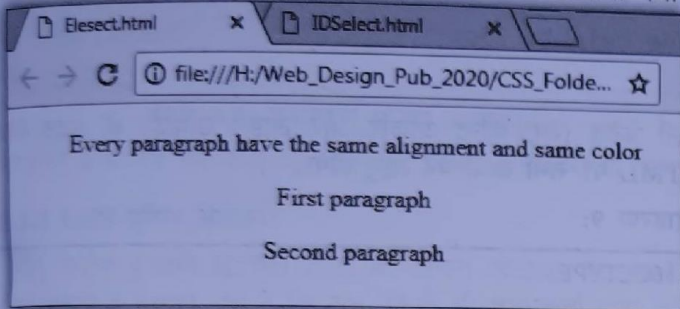 Elesect.html × IDSelect.html ×
file:///H:/Web_Design_Pub_2020/CSS_Folde...
Every paragraph have the same alignment and same color
First paragraph
Second paragraph